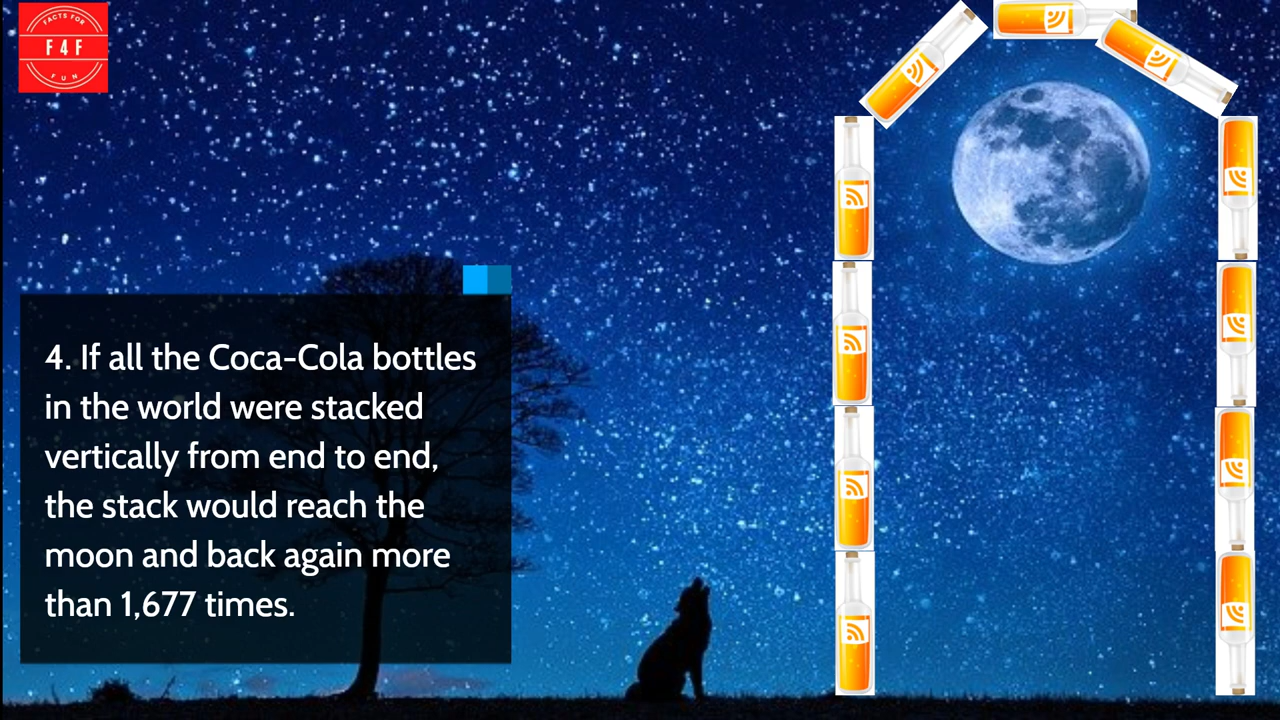 FACTS FOR
F4F
FUN
4. If all the Coca-Cola bottles
in the world were stacked
vertically from end to end,
the stack would reach the
moon and back again more
than 1,677 times.